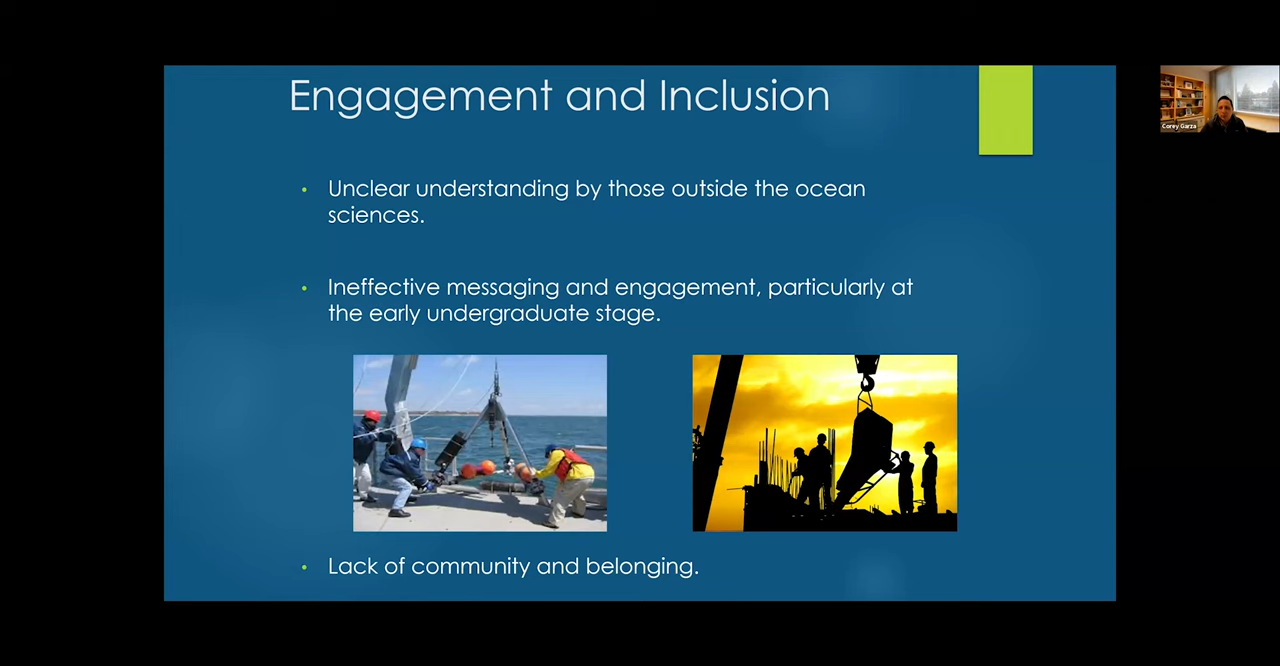 Engagement and Inclusion
Corey Garza
• Unclear understanding by those outside the ocean
sciences.
• Ineffective messaging and engagement, particularly at
the early undergraduate stage.
• Lack of community and belonging.